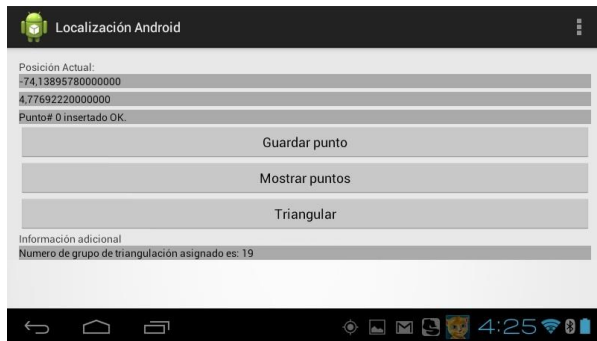 Localización Android
Posición Actual:
-74,13895780000000
4,77692220000000
Punto# 0 insertado OK.
Guardar punto
Mostrar puntos
Triangular
Información adicional
Numero de grupo de triangulación asignado es: 19
4:25